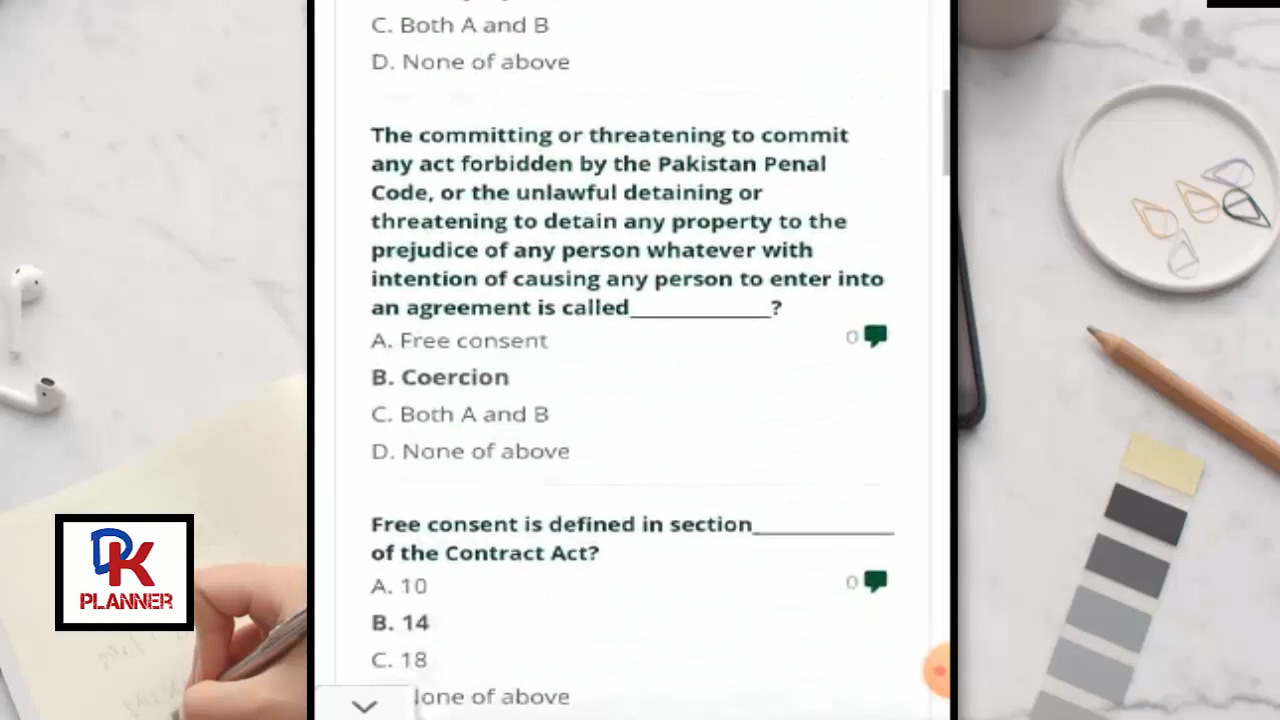 C. Both A and B
D. None of above
The committing or threatening to commit
any act forbidden by the Pakistan Penal
Code, or the unlawful detaining or
threatening to detain any property to the
prejudice of any person whatever with
intention of causing any person to enter into
an agreement is called____________?
A. Free consent
0
B. Coercion
C. Both A and B
D. None of above
Free consent is defined in section____________
of the Contract Act?
A. 10
0
B. 14
C. 18
of above
DK
PLANNER